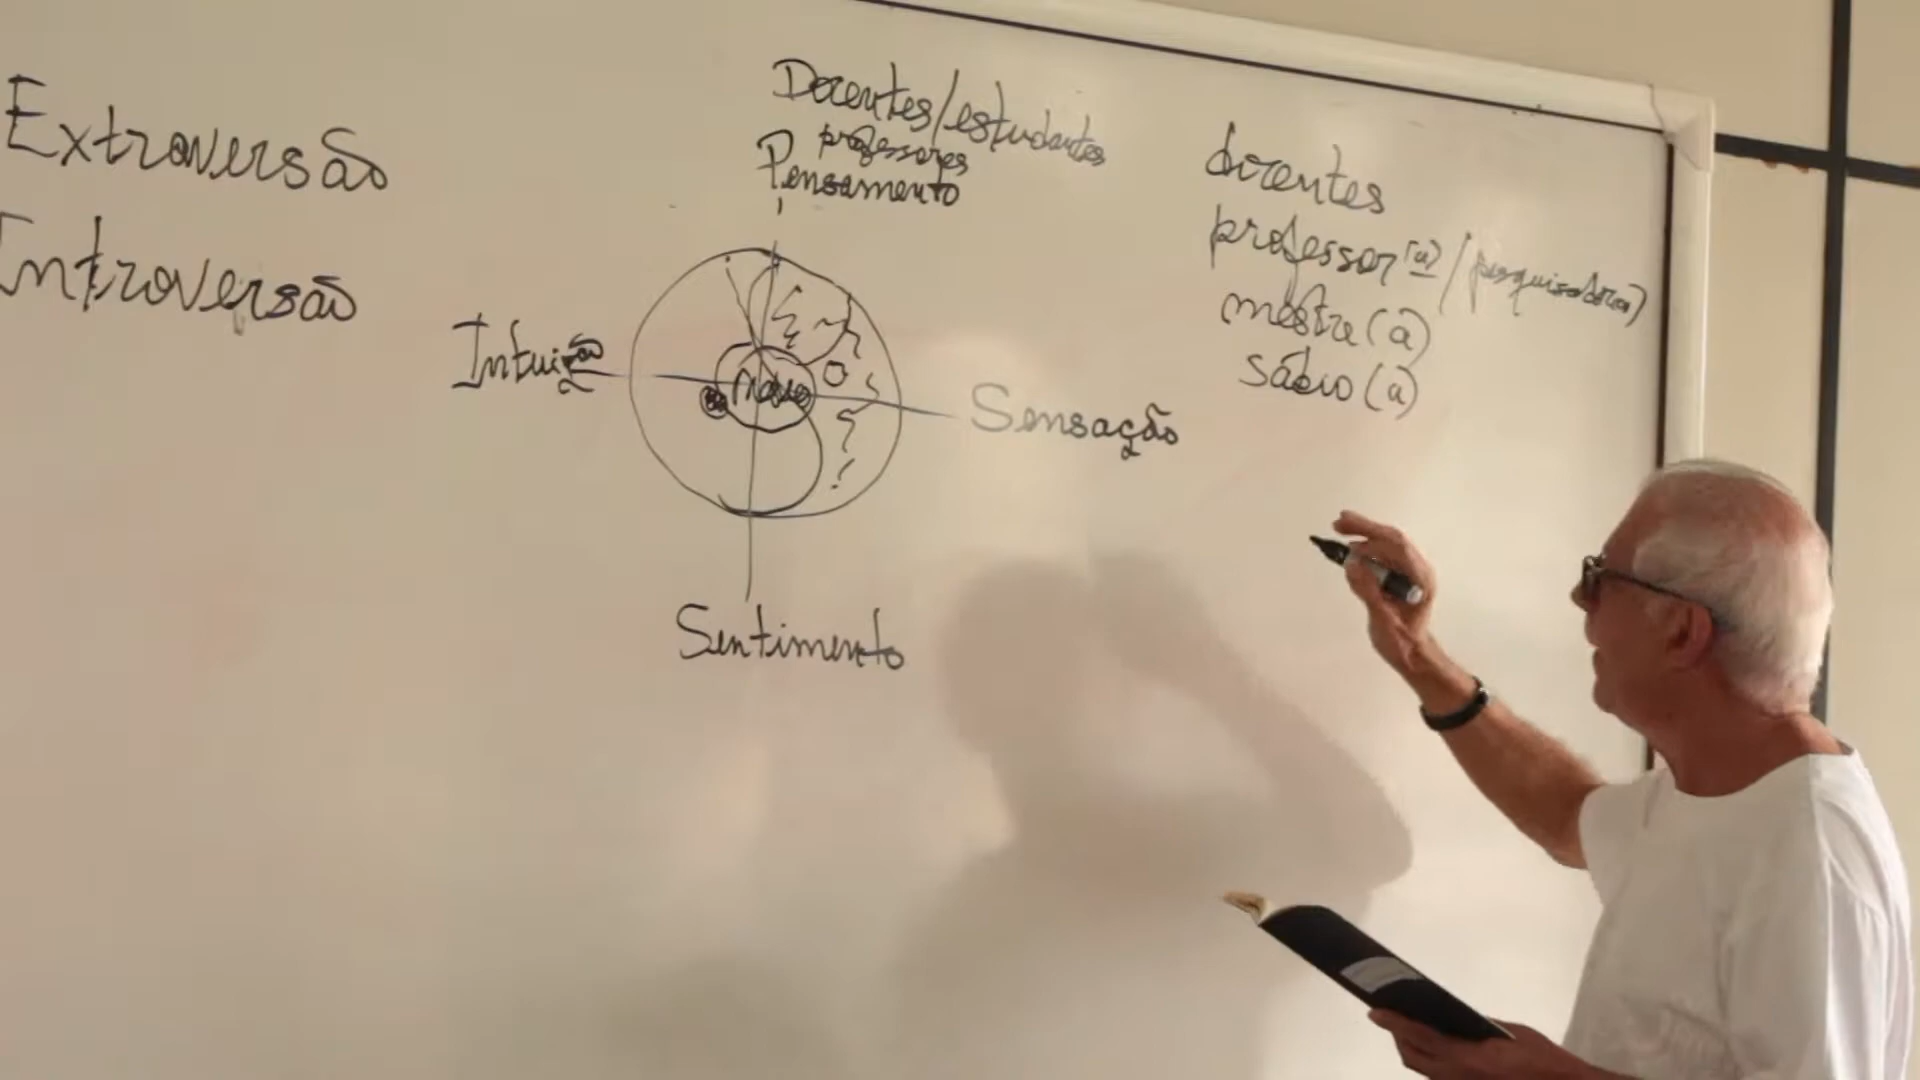 Extroversão
Introversão
Docentes/estudantes
professores
Pensamento
Intuição
Sensação
Sentimento
docentes
professor(a)/pesquisador(a)
mestre(a)
sábio(a)